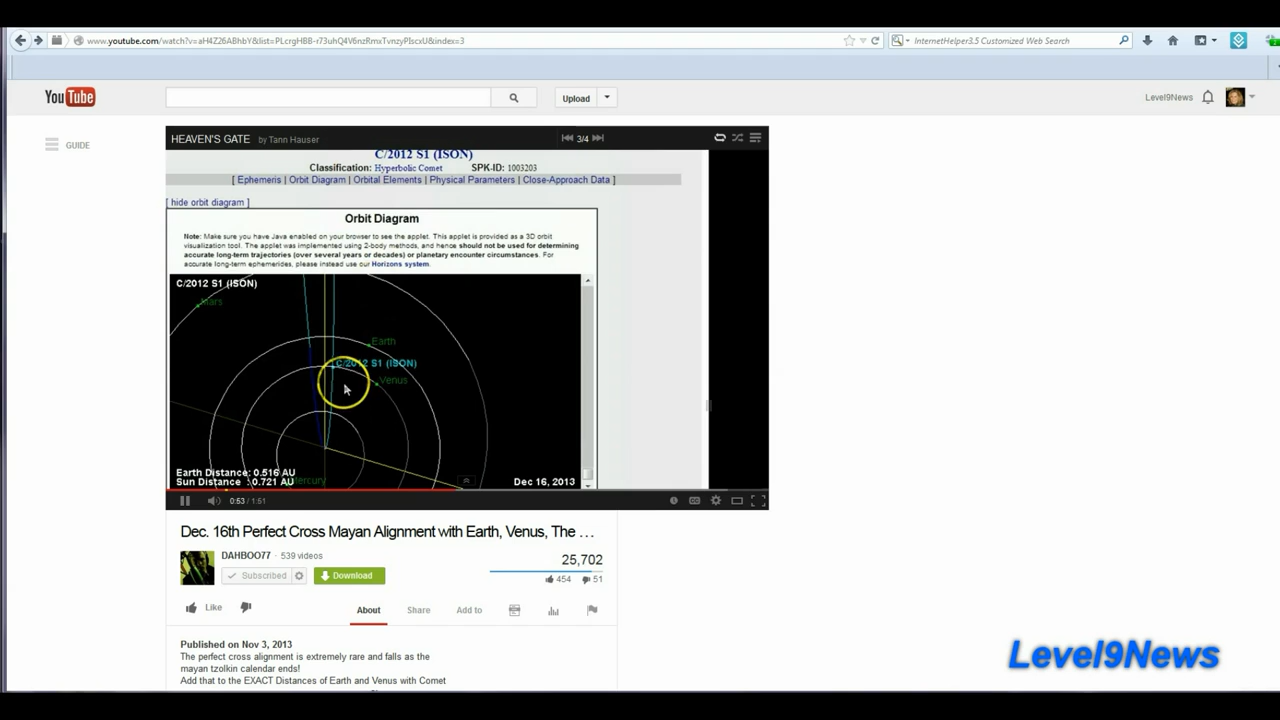 www.youtube.com/watch?v=aH4Z26ABhbY&list=PLcrgHBB-r73uhQ4V6nzRmxTvnzyPIscxU&index=3
InternetHelper3.5 Customized Web Search
YouTube
Upload
Level9News
GUIDE
HEAVEN'S GATE by Tann Hauser
3/4
C/2012 S1 (ISON)
Classification: Hyperbolic Comet SPK-ID: 1003203
[ Ephemeris | Orbit Diagram | Orbital Elements | Physical Parameters | Close-Approach Data ]
[ hide orbit diagram ]
Orbit Diagram
Note: Make sure you have Java enabled on your browser to see the applet. This applet is provided as a 3D orbit
visualization tool. The applet was implemented using 2-body methods, and hence should not be used for determining
accurate long-term trajectories (over several years or decades) or planetary encounter circumstances. For
accurate long-term ephemerides, please instead use our Horizons system.
C/2012 S1 (ISON)
Mars
Earth
C/2012 S1 (ISON)
Venus
Earth Distance: 0.516 AU
Sun Distance : 0.721 AU
Mercury
Dec 16, 2013
0:53 / 1:51
CC
Dec. 16th Perfect Cross Mayan Alignment with Earth, Venus, The ...
DAHBOO77 · 539 videos
25,702
Subscribed
Download
454
51
Like
About
Share
Add to
Published on Nov 3, 2013
The perfect cross alignment is extremely rare and falls as the
mayan tzolkin calendar ends!
Add that to the EXACT Distances of Earth and Venus with Comet
Level9News